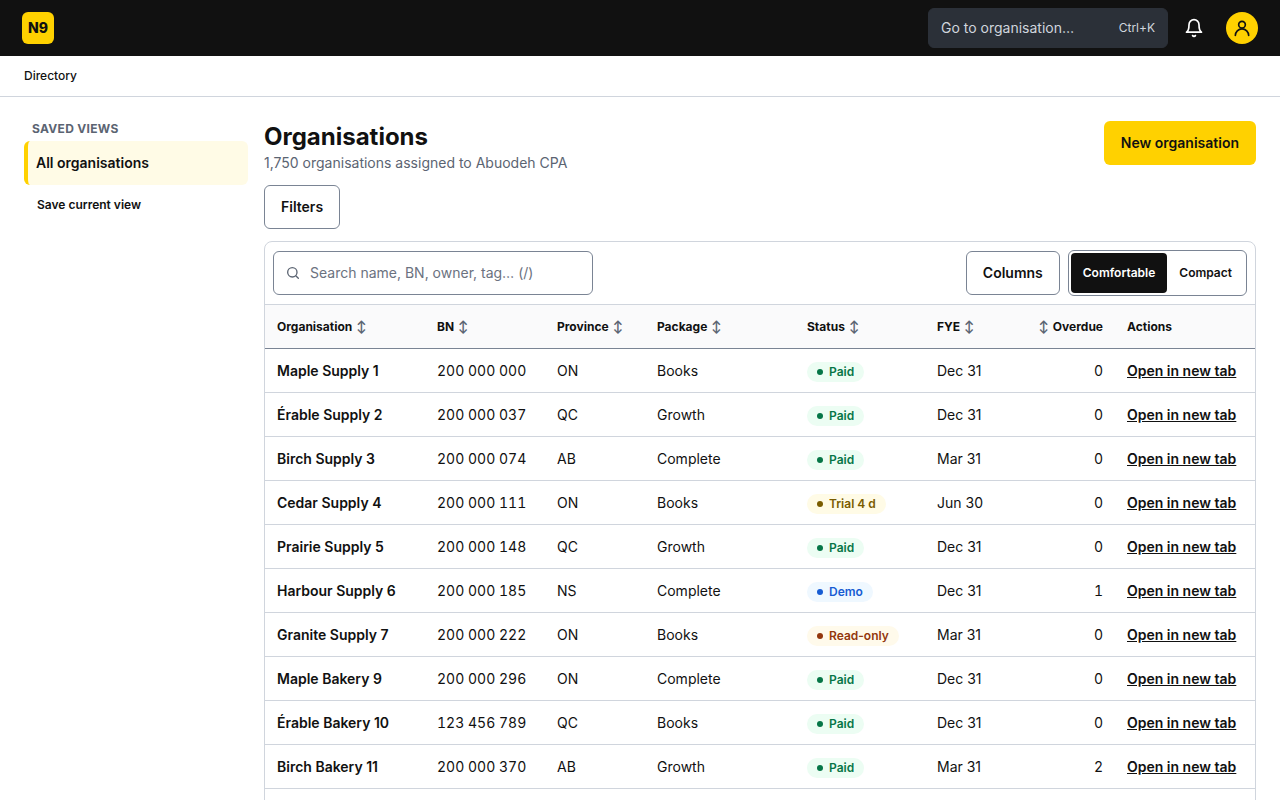 N9
Go to organisation... Ctrl+K
Directory
SAVED VIEWS
All organisations
Save current view
Organisations
1,750 organisations assigned to Abuodeh CPA
New organisation
Filters
Search name, BN, owner, tag... (/)
Columns
Comfortable Compact
Organisation BN Province Package Status FYE Overdue Actions
Maple Supply 1 200 000 000 ON Books Paid Dec 31 0 Open in new tab
Érable Supply 2 200 000 037 QC Growth Paid Dec 31 0 Open in new tab
Birch Supply 3 200 000 074 AB Complete Paid Mar 31 0 Open in new tab
Cedar Supply 4 200 000 111 ON Books Trial 4 d Jun 30 0 Open in new tab
Prairie Supply 5 200 000 148 QC Growth Paid Dec 31 0 Open in new tab
Harbour Supply 6 200 000 185 NS Complete Demo Dec 31 1 Open in new tab
Granite Supply 7 200 000 222 ON Books Read-only Mar 31 0 Open in new tab
Maple Bakery 9 200 000 296 ON Complete Paid Dec 31 0 Open in new tab
Érable Bakery 10 123 456 789 QC Books Paid Dec 31 0 Open in new tab
Birch Bakery 11 200 000 370 AB Growth Paid Mar 31 2 Open in new tab